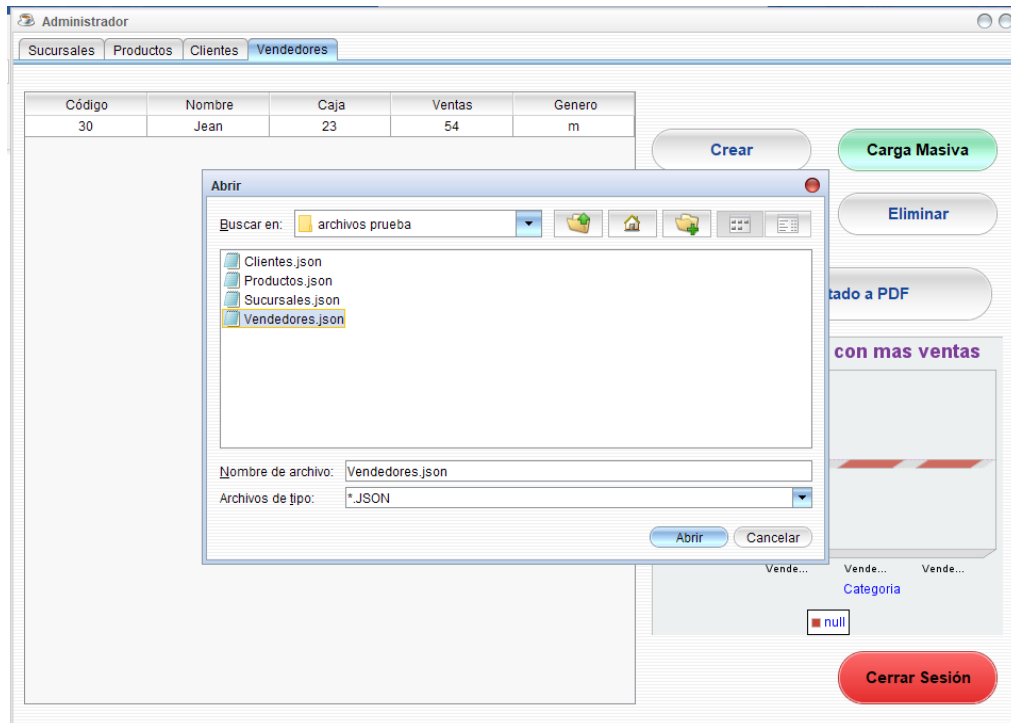 Administrador
Sucursales Productos Clientes Vendedores
Código Nombre Caja Ventas Genero
30 Jean 23 54 m
Crear Carga Masiva
Abrir
Buscar en: archivos prueba
Eliminar
Clientes.json
Productos.json
Sucursales.json
Vendedores.json
tado a PDF
con mas ventas
Nombre de archivo: Vendedores.json
Archivos de tipo: *.JSON
Abrir Cancelar
Vende... Vende... Vende...
Categoria
null
Cerrar Sesión